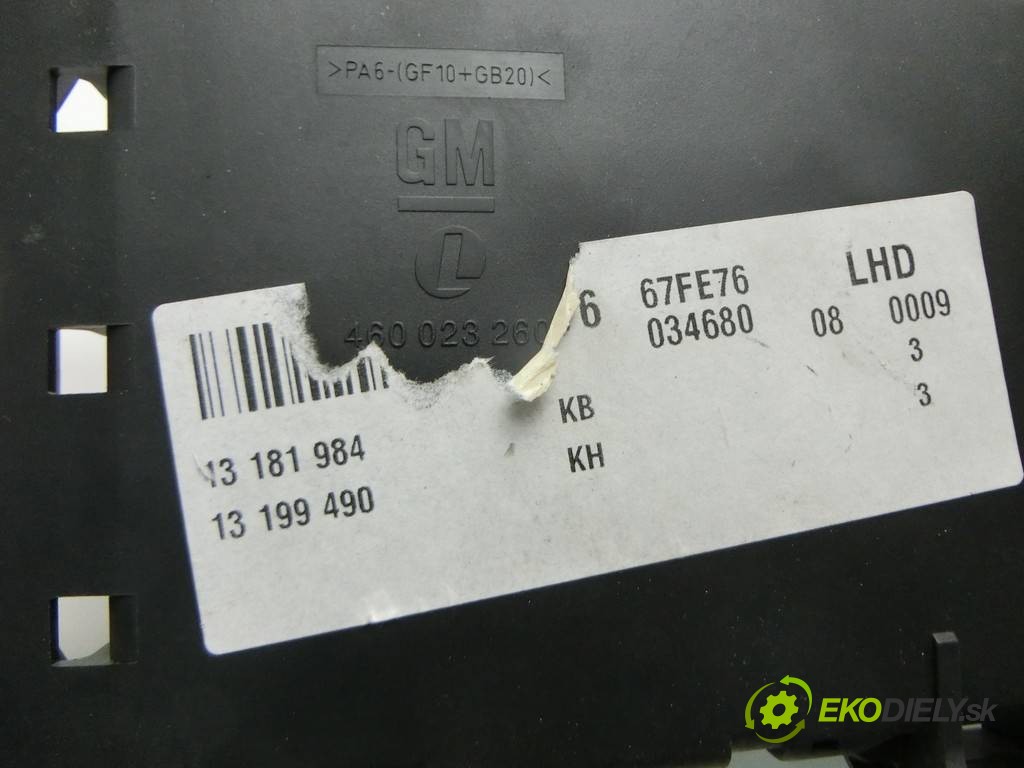 >PA6-(GF10+GB20)<
GM
L
460 023 260
6 67FE76 LHD
034680 08 0009
KB 3
KH 3
13 181 984
13 199 490
EKODIELY.sk